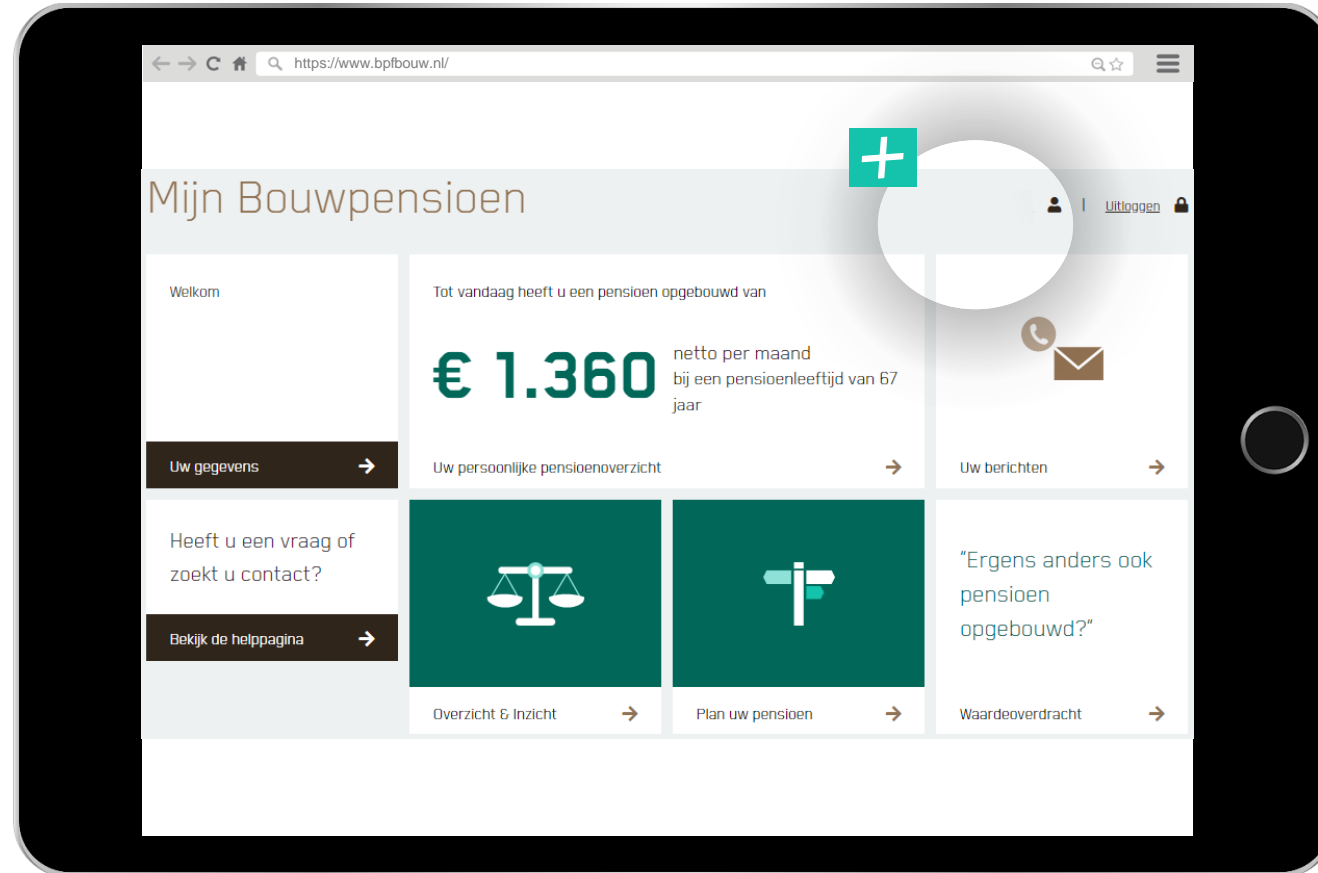 https://www.bpfbouw.nl/
Mijn Bouwpensioen
| Uitloggen
Welkom
Uw gegevens
Tot vandaag heeft u een pensioen opgebouwd van
€ 1.360
netto per maand
bij een pensioenleeftijd van 67
jaar
Uw persoonlijke pensioenoverzicht
Uw berichten
Heeft u een vraag of
zoekt u contact?
Bekijk de helppagina
Overzicht & Inzicht
Plan uw pensioen
"Ergens anders ook
pensioen
opgebouwd?"
Waardeoverdracht